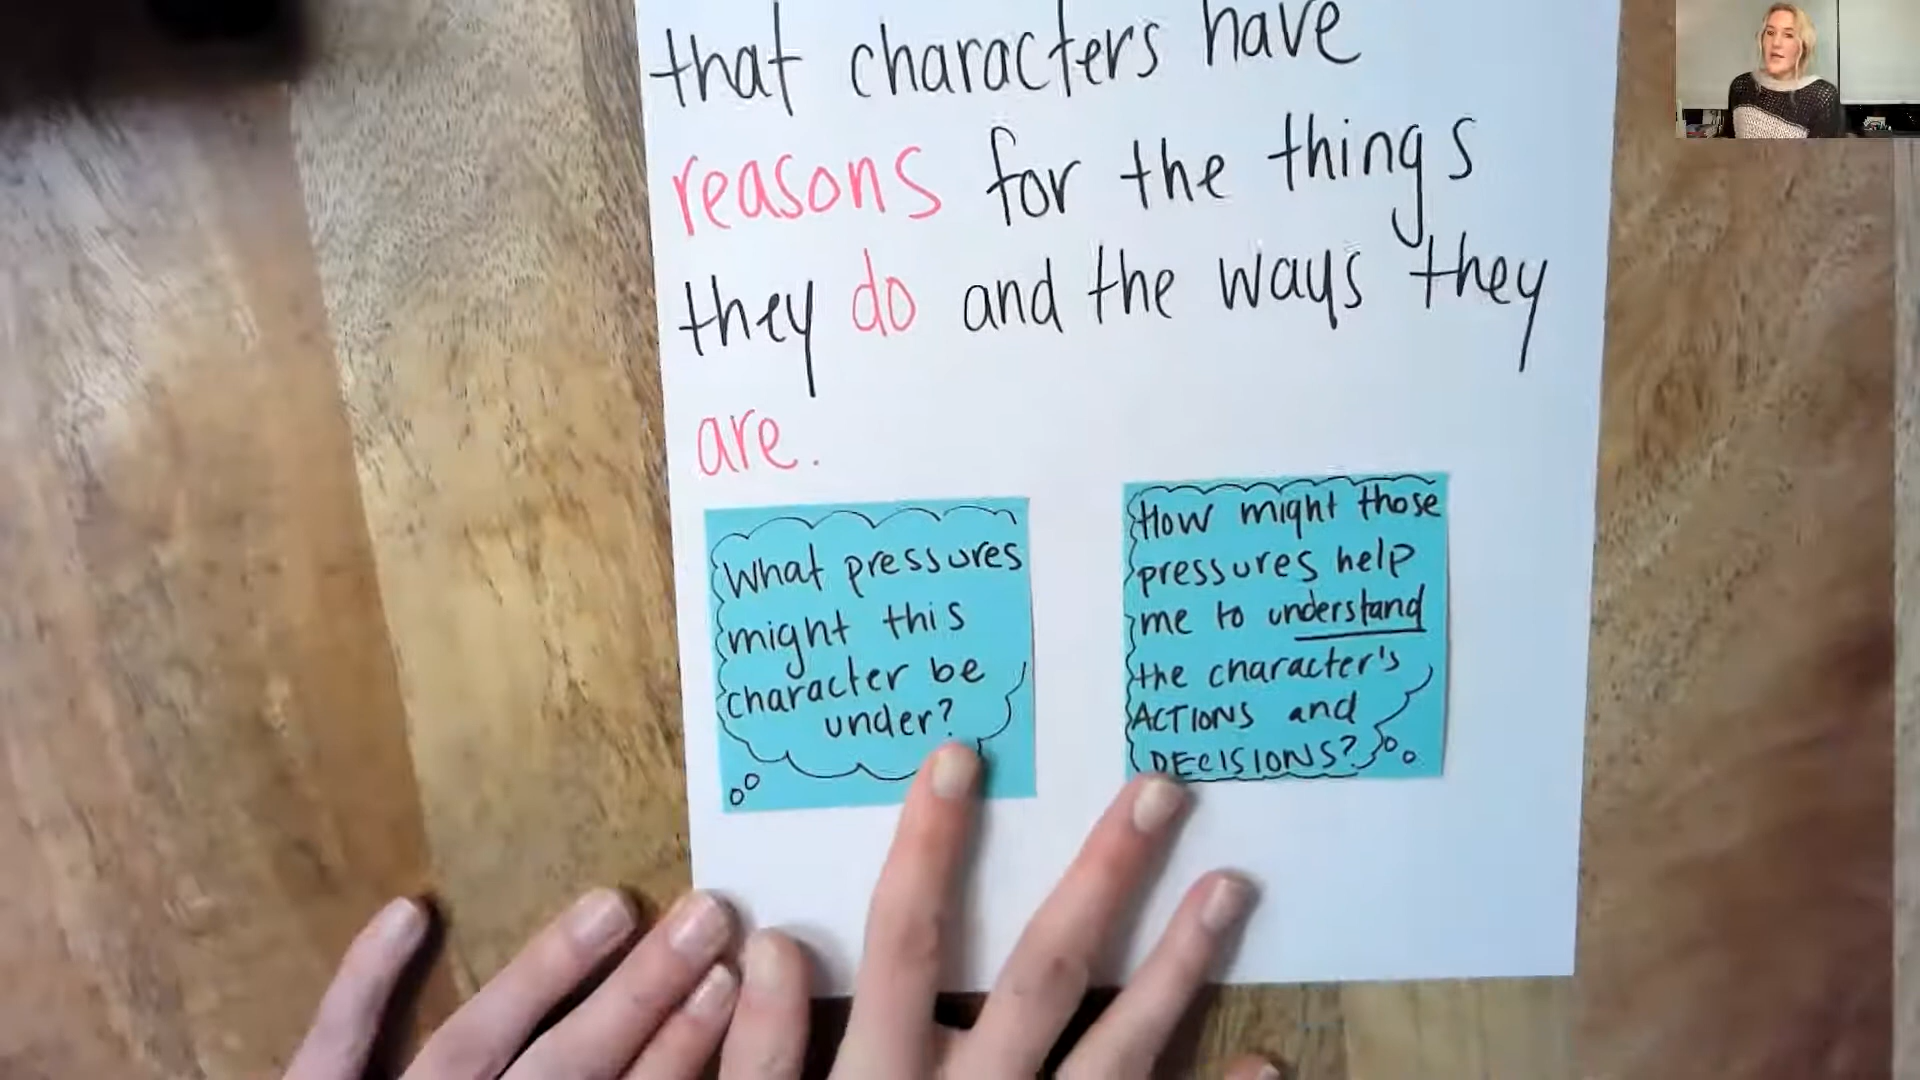 that characters have
reasons for the things
they do and the ways they
are.
What pressures
might this
character be
under?
How might those
pressures help
me to understand
the character's
ACTIONS and
DECISIONS?